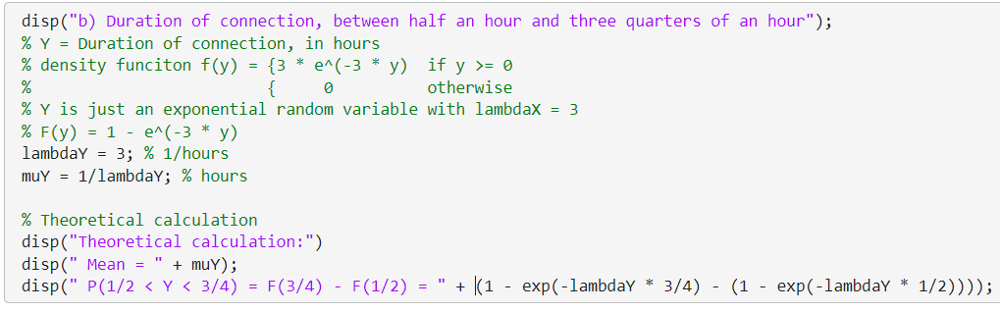 disp("b) Duration of connection, between half an hour and three quarters of an hour");
% Y = Duration of connection, in hours
% density funciton f(y) = {3 * e^(-3 * y)  if y >= 0
%                         {     0          otherwise
% Y is just an exponential random variable with lambdaX = 3
% F(y) = 1 - e^(-3 * y)
lambdaY = 3; % 1/hours
muY = 1/lambdaY; % hours
% Theoretical calculation
disp("Theoretical calculation:")
disp(" Mean = " + muY);
disp(" P(1/2 < Y < 3/4) = F(3/4) - F(1/2) = " + (1 - exp(-lambdaY * 3/4) - (1 - exp(-lambdaY * 1/2))));